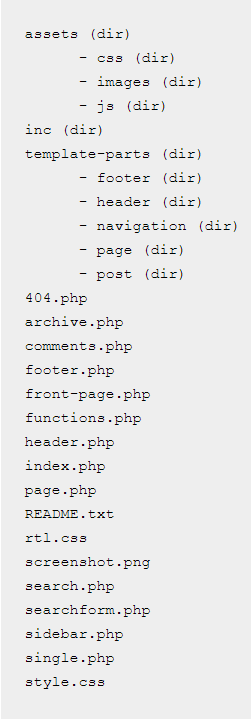 assets (dir)
- css (dir)
- images (dir)
- js (dir)
inc (dir)
template-parts (dir)
- footer (dir)
- header (dir)
- navigation (dir)
- page (dir)
- post (dir)
404.php
archive.php
comments.php
footer.php
front-page.php
functions.php
header.php
index.php
page.php
README.txt
rtl.css
screenshot.png
search.php
searchform.php
sidebar.php
single.php
style.css